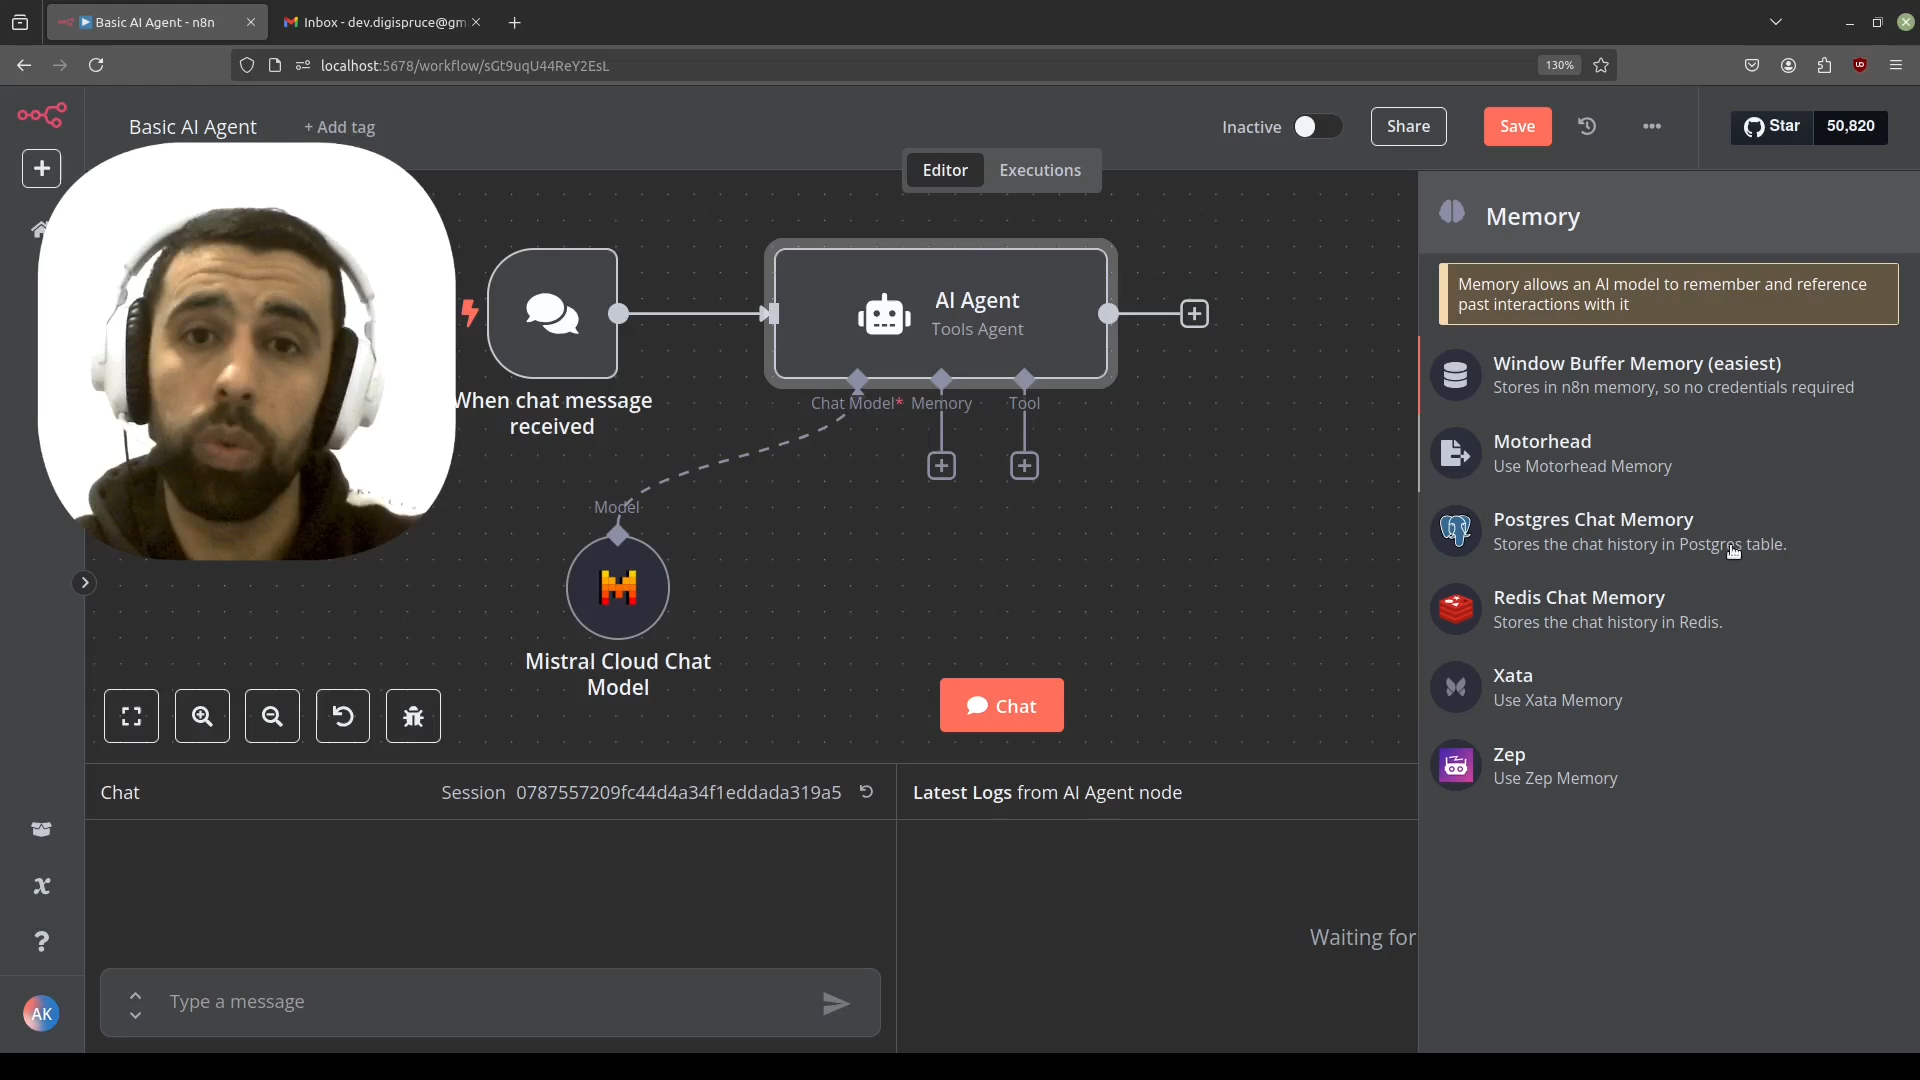 Basic AI Agent - n8n
Inbox - dev.digispruce@gm
localhost:5678/workflow/sGt9uqU44ReY2EsL
130%
Basic AI Agent
+ Add tag
Inactive
Share
Save
Star
50,820
Editor
Executions
Memory
Memory allows an AI model to remember and reference
past interactions with it
Window Buffer Memory (easiest)
Stores in n8n memory, so no credentials required
Motorhead
Use Motorhead Memory
Postgres Chat Memory
Stores the chat history in Postgres table.
Redis Chat Memory
Stores the chat history in Redis.
Xata
Use Xata Memory
Zep
Use Zep Memory
AI Agent
Tools Agent
Chat Model*
Memory
Tool
When chat message
received
Model
Mistral Cloud Chat
Model
Chat
Chat
Session 0787557209fc44d4a34f1eddada319a5
Latest Logs from AI Agent node
Waiting for
Type a message
AK